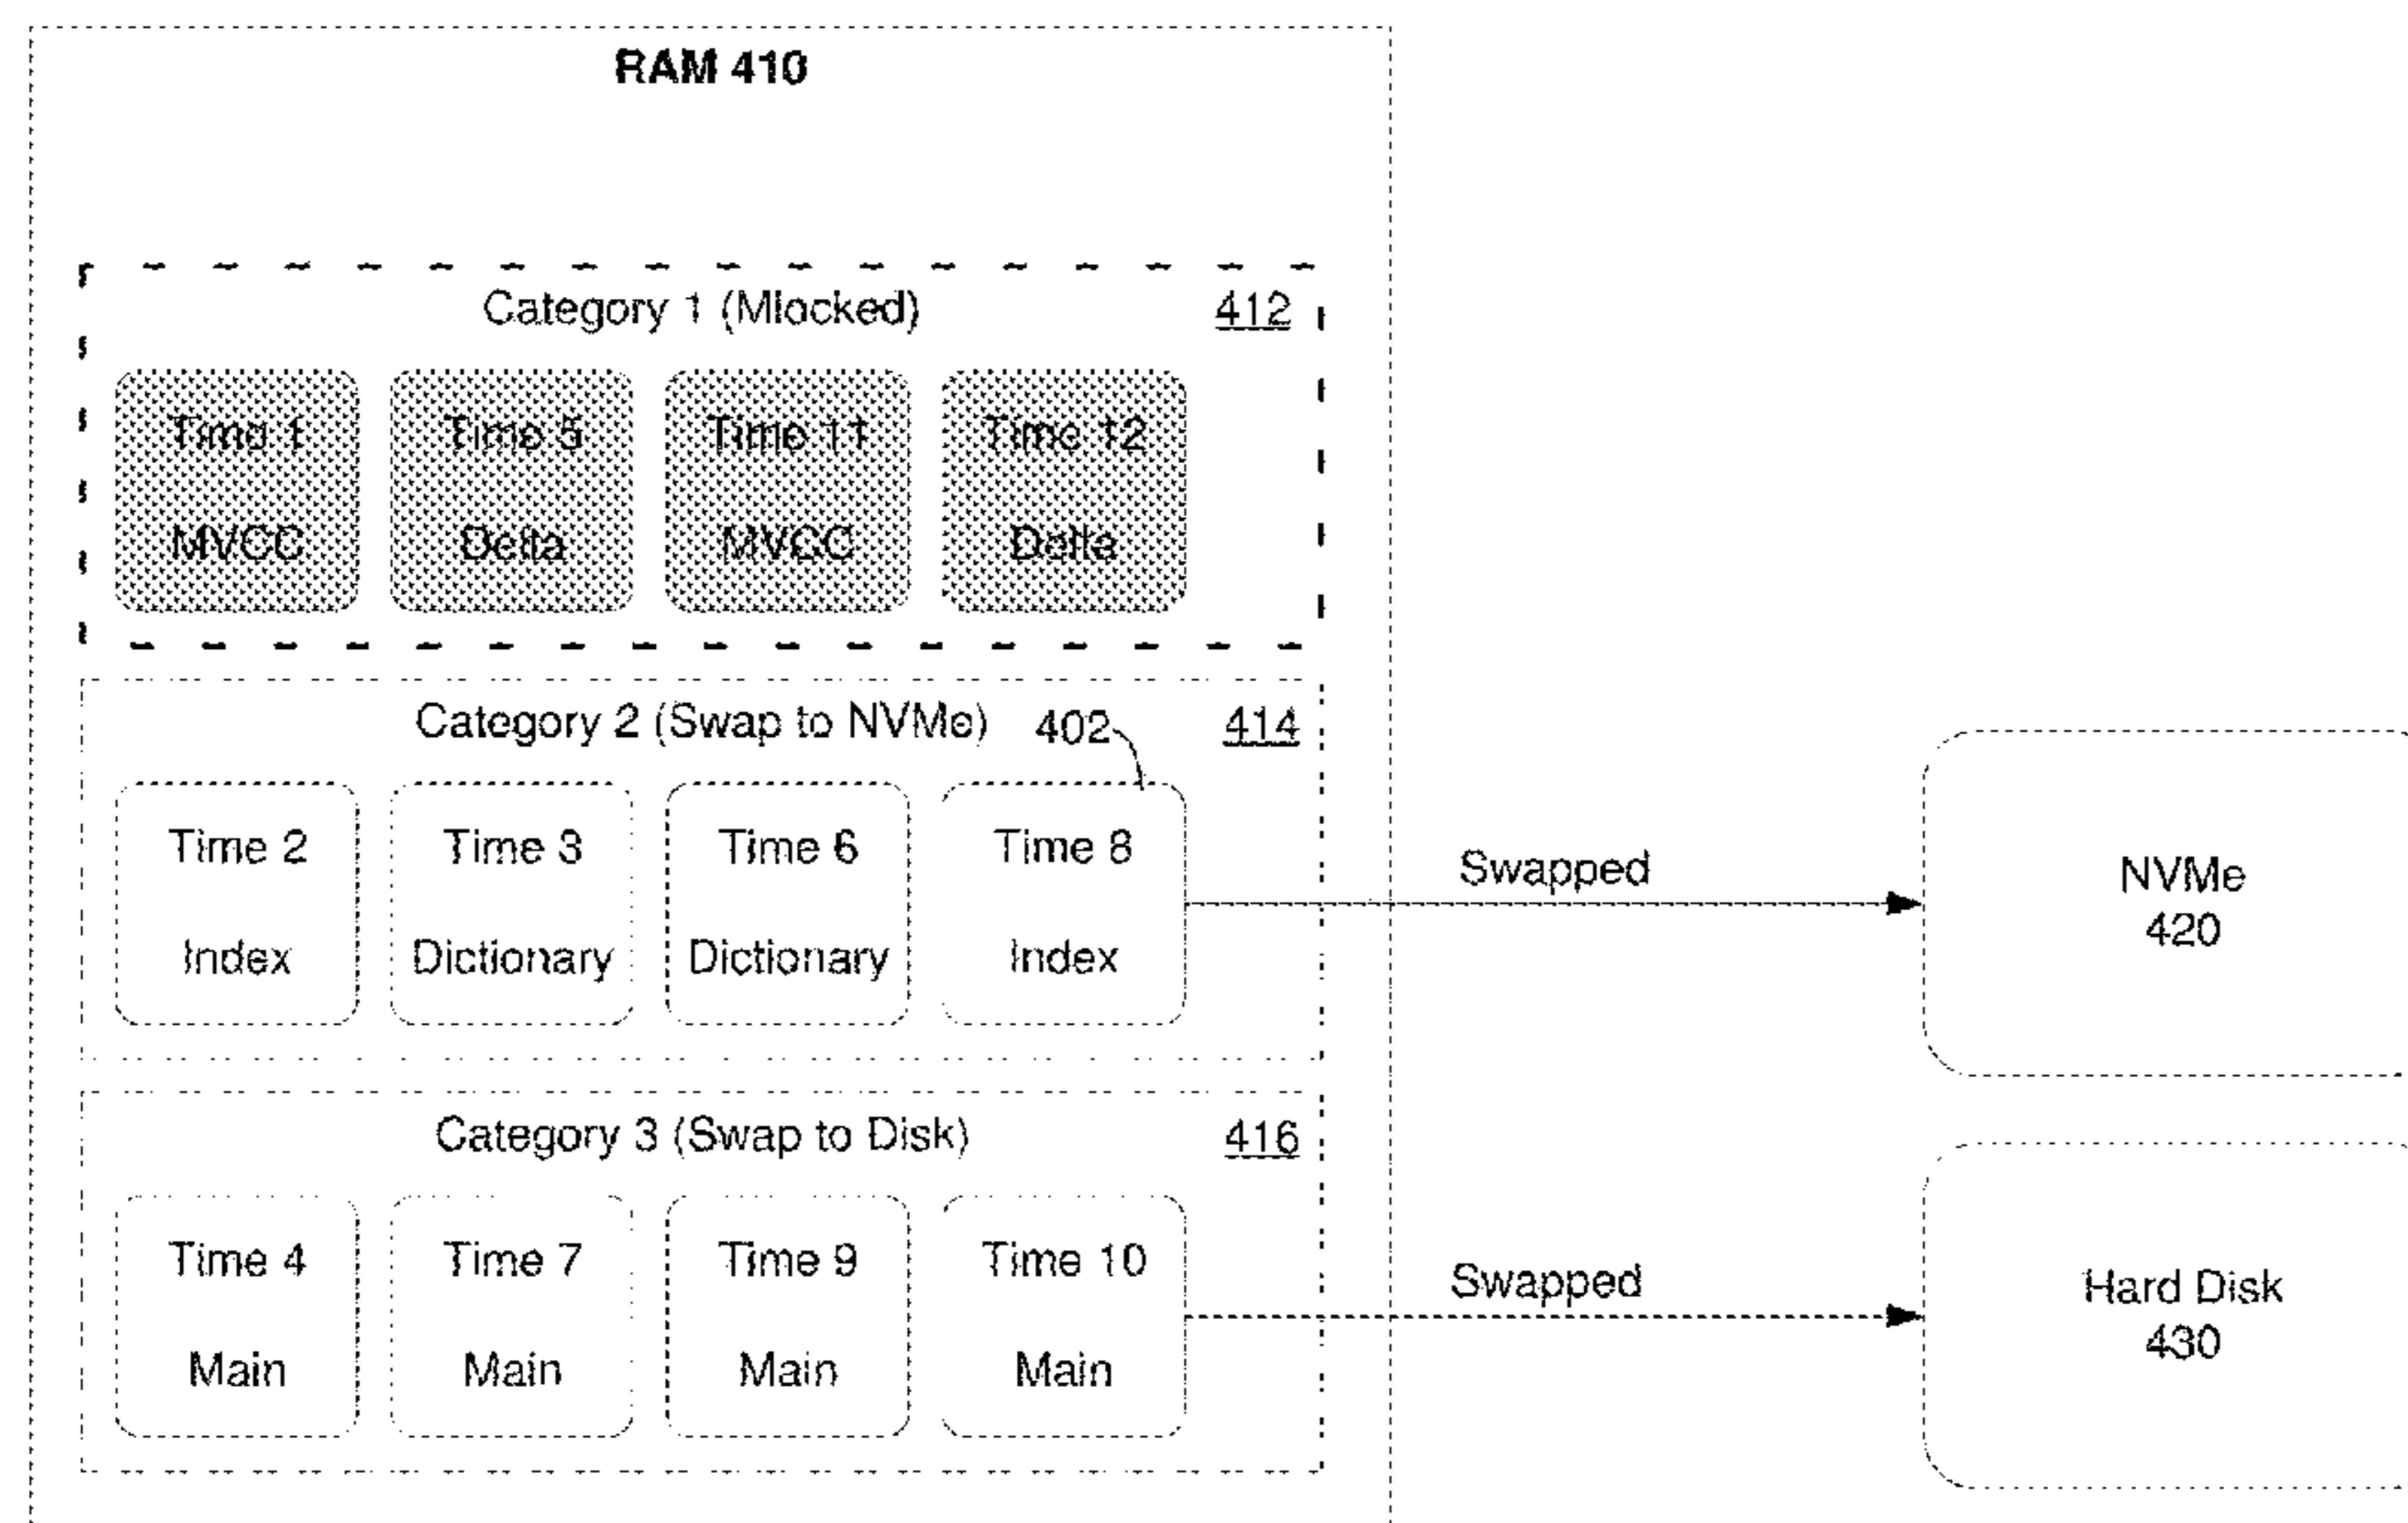 RAM 410
Category 1 (Mlocked) 412
Time 1 Time 5 Time 11 Time 12
MVCC Delta MVCC Delta
Category 2 (Swap to NVMe) 402 414
Time 2 Time 3 Time 6 Time 8
Index Dictionary Dictionary Index
Swapped
NVMe
420
Category 3 (Swap to Disk) 416
Time 4 Time 7 Time 9 Time 10
Main Main Main Main
Swapped
Hard Disk
430